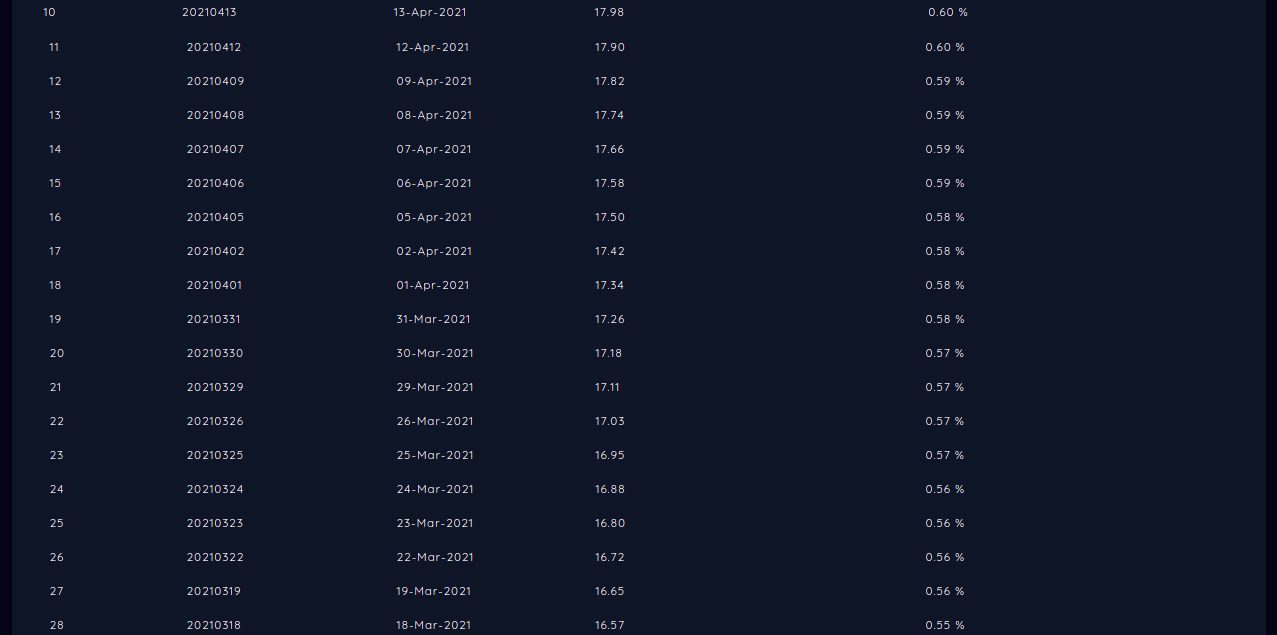 10 20210413 13-Apr-2021 17.98 0.60 %
11 20210412 12-Apr-2021 17.90 0.60 %
12 20210409 09-Apr-2021 17.82 0.59 %
13 20210408 08-Apr-2021 17.74 0.59 %
14 20210407 07-Apr-2021 17.66 0.59 %
15 20210406 06-Apr-2021 17.58 0.59 %
16 20210405 05-Apr-2021 17.50 0.58 %
17 20210402 02-Apr-2021 17.42 0.58 %
18 20210401 01-Apr-2021 17.34 0.58 %
19 20210331 31-Mar-2021 17.26 0.58 %
20 20210330 30-Mar-2021 17.18 0.57 %
21 20210329 29-Mar-2021 17.11 0.57 %
22 20210326 26-Mar-2021 17.03 0.57 %
23 20210325 25-Mar-2021 16.95 0.57 %
24 20210324 24-Mar-2021 16.88 0.56 %
25 20210323 23-Mar-2021 16.80 0.56 %
26 20210322 22-Mar-2021 16.72 0.56 %
27 20210319 19-Mar-2021 16.65 0.56 %
28 20210318 18-Mar-2021 16.57 0.55 %